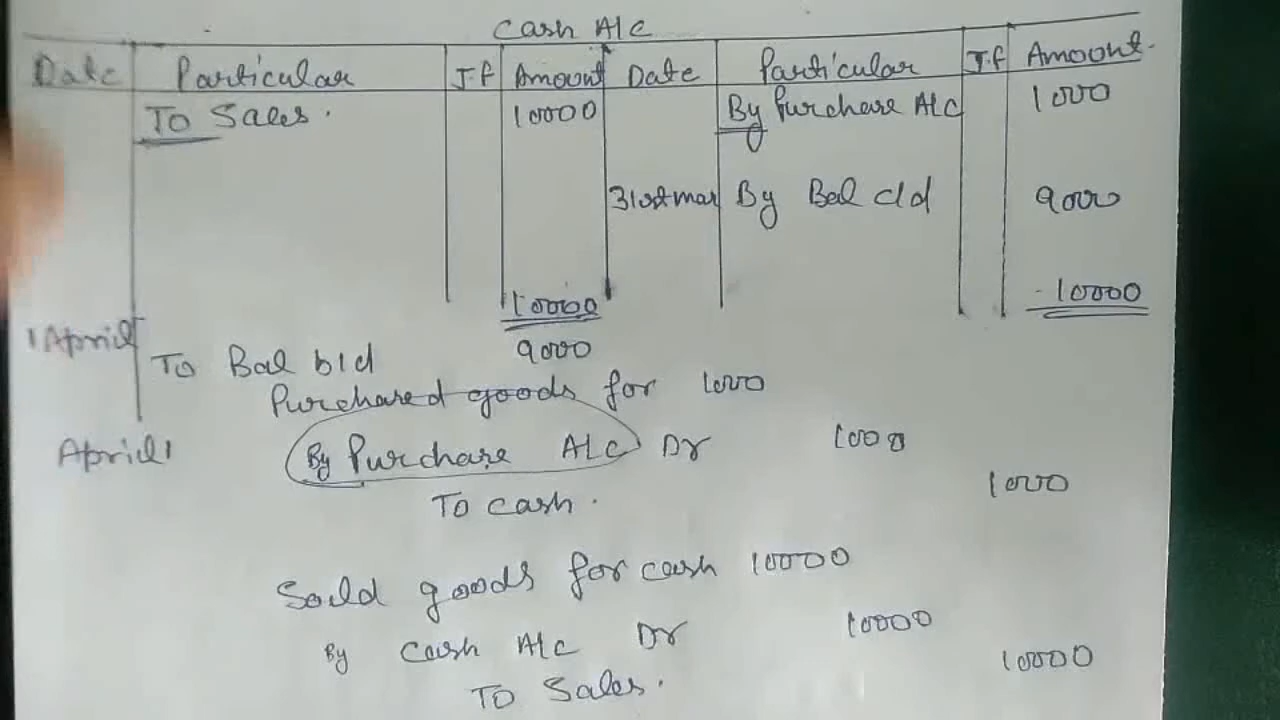 Cash A/c
Date Particular J.f Amount Date Particular J.f Amount
To Sales. 10000 By Purchase A/c 1000
31st mar By Bal c/d 9000
10000 10000
1 April To Bal b/d 9000
Purchased goods for 1000
April 1 By Purchase A/c Dr 1000
To cash. 1000
Sold goods for cash 10000
By Cash A/c Dr 10000
To Sales. 10000